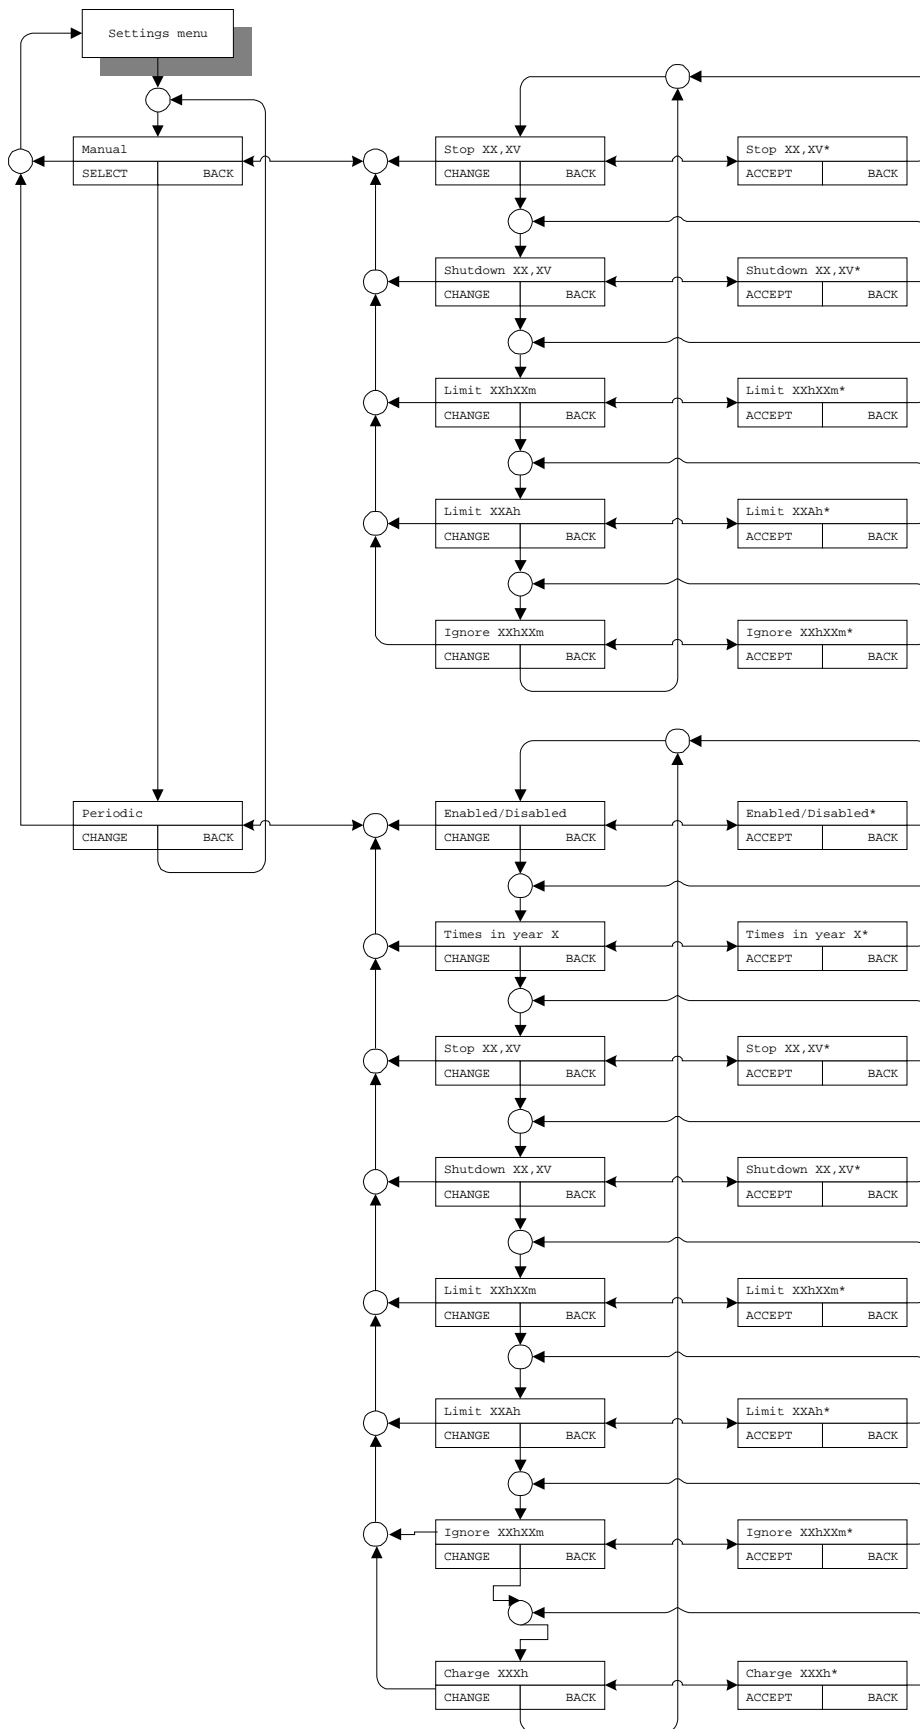 Settings menu
Manual
SELECT BACK
Stop XX,XV
CHANGE BACK
Stop XX,XV*
ACCEPT BACK
Shutdown XX,XV
CHANGE BACK
Shutdown XX,XV*
ACCEPT BACK
Limit XXhXXm
CHANGE BACK
Limit XXhXXm*
ACCEPT BACK
Limit XXAh
CHANGE BACK
Limit XXAh*
ACCEPT BACK
Ignore XXhXXm
CHANGE BACK
Ignore XXhXXm*
ACCEPT BACK
Periodic
CHANGE BACK
Enabled/Disabled
CHANGE BACK
Enabled/Disabled*
ACCEPT BACK
Times in year X
CHANGE BACK
Times in year X*
ACCEPT BACK
Stop XX,XV
CHANGE BACK
Stop XX,XV*
ACCEPT BACK
Shutdown XX,XV
CHANGE BACK
Shutdown XX,XV*
ACCEPT BACK
Limit XXhXXm
CHANGE BACK
Limit XXhXXm*
ACCEPT BACK
Limit XXAh
CHANGE BACK
Limit XXAh*
ACCEPT BACK
Ignore XXhXXm
CHANGE BACK
Ignore XXhXXm*
ACCEPT BACK
Charge XXXh
CHANGE BACK
Charge XXXh*
ACCEPT BACK